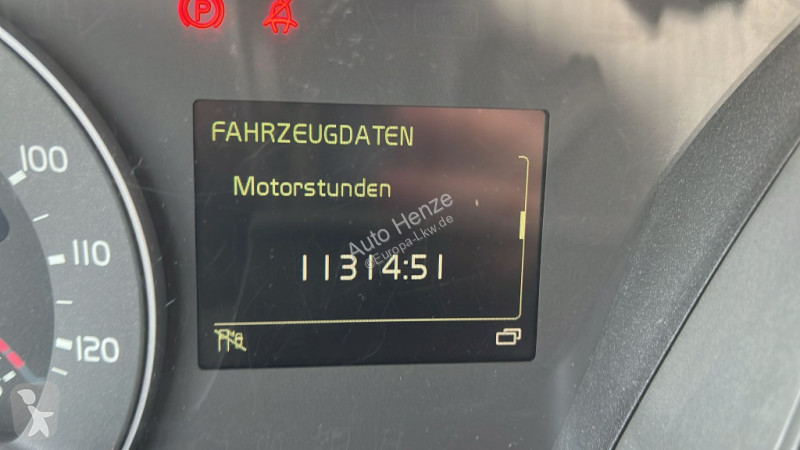 P
FAHRZEUGDATEN
100
Motorstunden
Auto Henze
©Europa-Lkw.de
110
11314:51
120